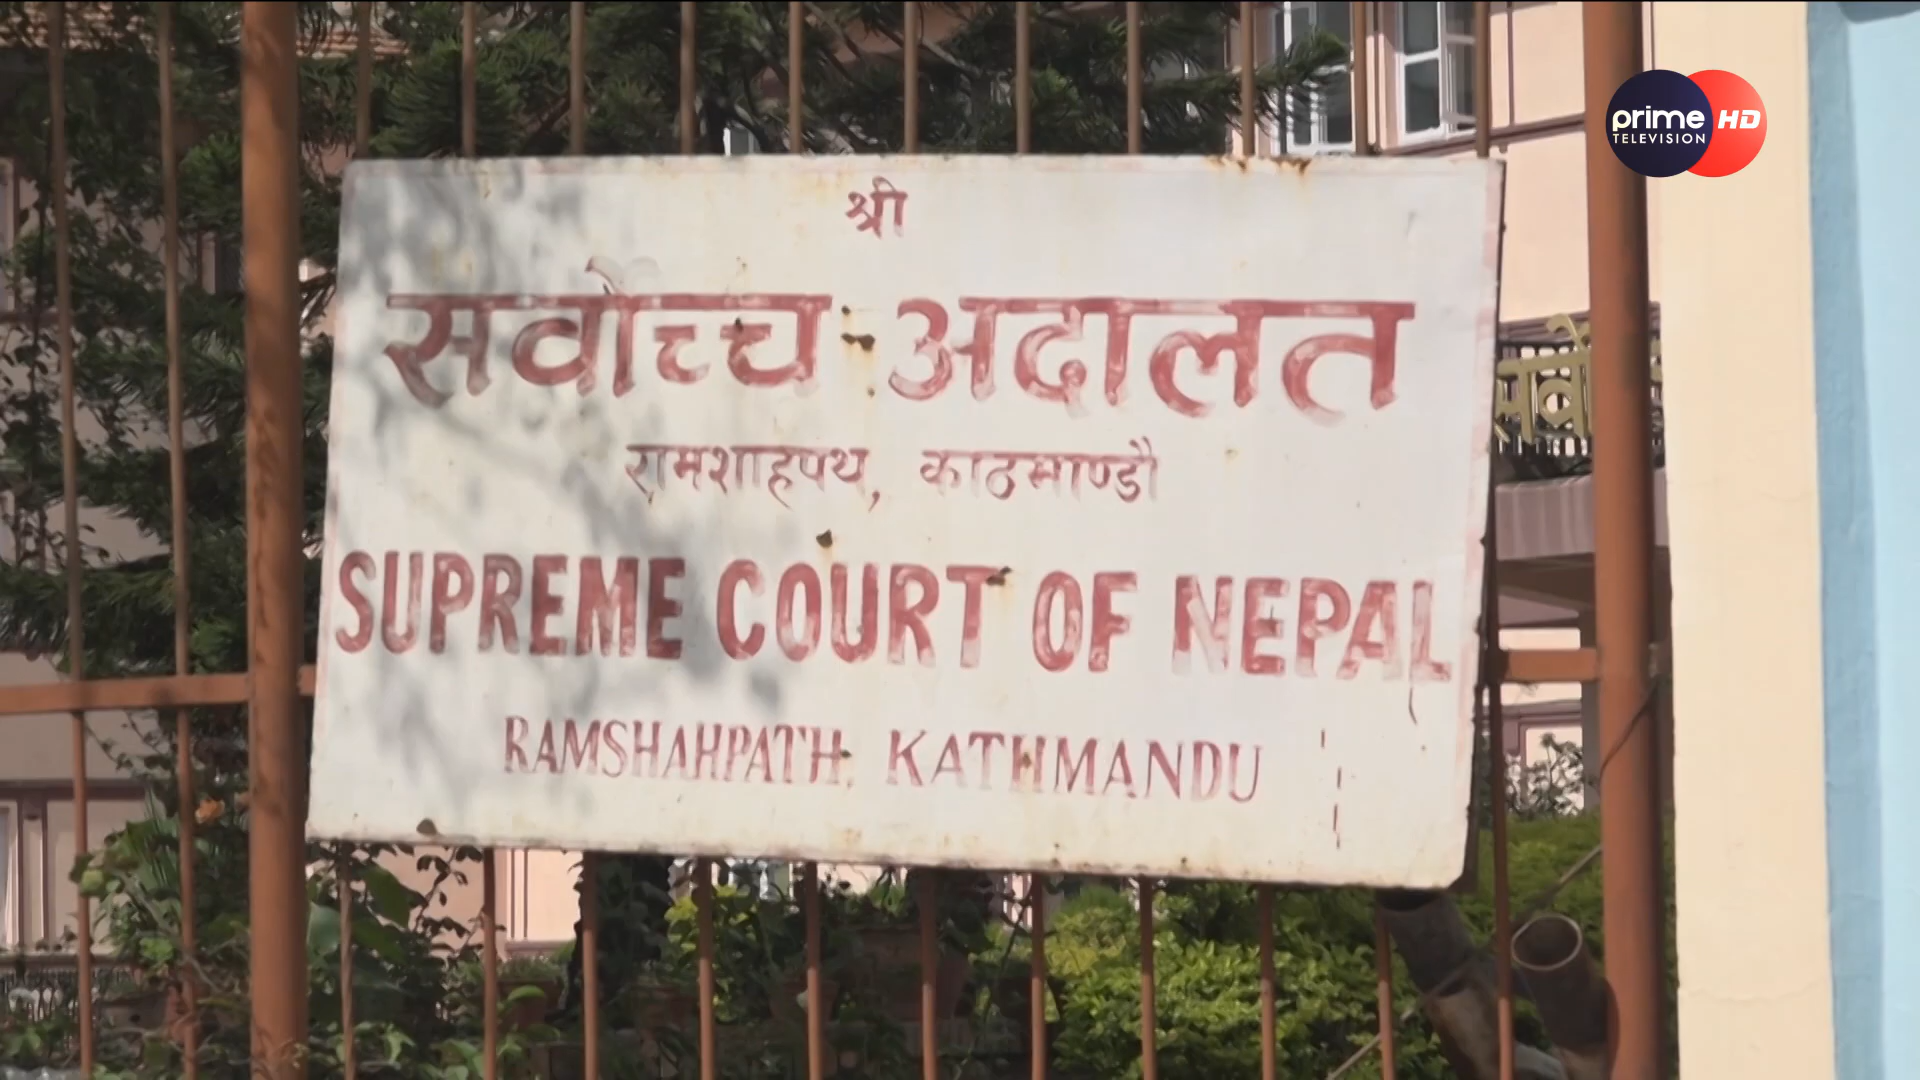 श्री
सर्वोच्च अदालत
रामशाहपथ, काठमाण्डौ
SUPREME COURT OF NEPAL
RAMSHAHPATH, KATHMANDU
prime HD
TELEVISION